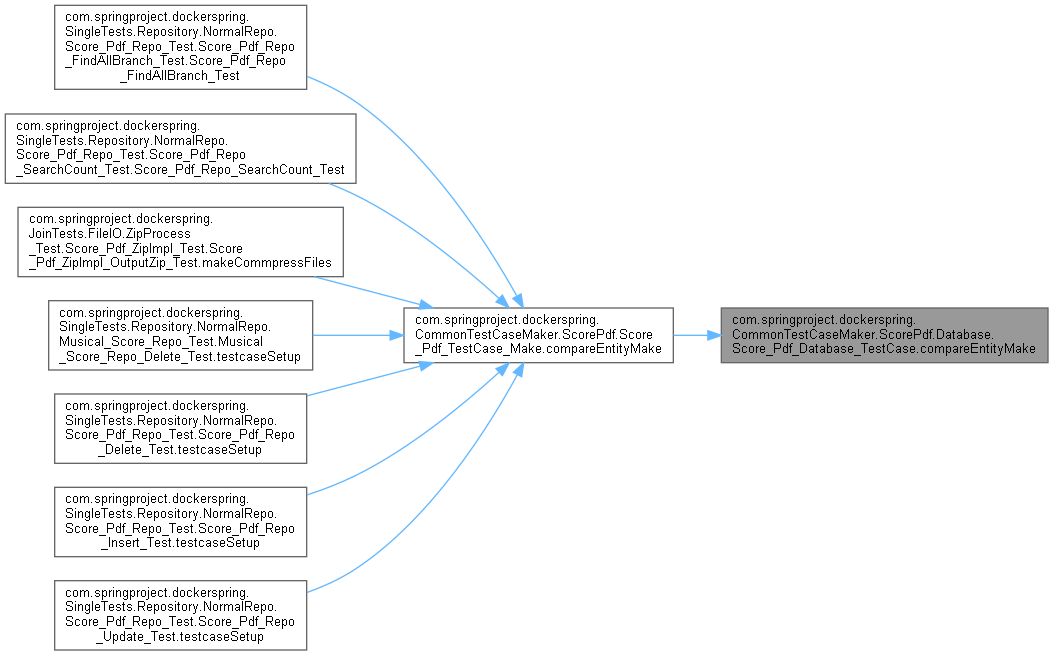 com.springproject.dockerspring.
SingleTests.Repository.NormalRepo.
Score_Pdf_Repo_Test.Score_Pdf_Repo
_FindAllBranch_Test.Score_Pdf_Repo
_FindAllBranch_Test
com.springproject.dockerspring.
SingleTests.Repository.NormalRepo.
Score_Pdf_Repo_Test.Score_Pdf_Repo
_SearchCount_Test.Score_Pdf_Repo_SearchCount_Test
com.springproject.dockerspring.
JoinTests.FileIO.ZipProcess
_Test.Score_Pdf_ZipImpl_Test.Score
_Pdf_ZipImpl_OutputZip_Test.makeCommpressFiles
com.springproject.dockerspring.
SingleTests.Repository.NormalRepo.
Musical_Score_Repo_Test.Musical
_Score_Repo_Delete_Test.testcaseSetup
com.springproject.dockerspring.
SingleTests.Repository.NormalRepo.
Score_Pdf_Repo_Test.Score_Pdf_Repo
_Delete_Test.testcaseSetup
com.springproject.dockerspring.
SingleTests.Repository.NormalRepo.
Score_Pdf_Repo_Test.Score_Pdf_Repo
_Insert_Test.testcaseSetup
com.springproject.dockerspring.
SingleTests.Repository.NormalRepo.
Score_Pdf_Repo_Test.Score_Pdf_Repo
_Update_Test.testcaseSetup
com.springproject.dockerspring.
CommonTestCaseMaker.ScorePdf.Score
_Pdf_TestCase_Make.compareEntityMake
com.springproject.dockerspring.
CommonTestCaseMaker.ScorePdf.Database.
Score_Pdf_Database_TestCase.compareEntityMake